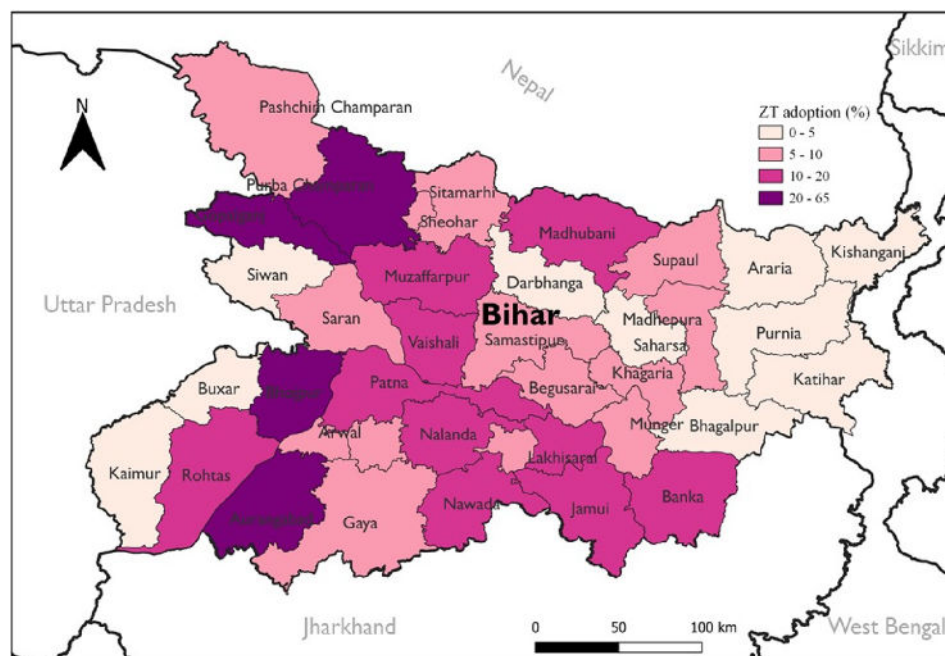 Sikkim
Nepal
N
Pashchim Champaran
ZT adoption (%)
0 - 5
5 - 10
10 - 20
20 - 65
Purba Champaran
Sitamarhi
Gopalganj
Sheohar
Madhubani
Kishanganj
Supaul
Araria
Siwan
Muzaffarpur
Darbhanga
Uttar Pradesh
Saran
Bihar
Madhepura
Purnia
Vaishali
Samastipur
Saharsa
Khagaria
Katihar
Buxar
Bhojpur
Patna
Begusarai
Arwal
Nalanda
Munger
Bhagalpur
Kaimur
Rohtas
Lakhisarai
Aurangabad
Gaya
Nawada
Jamui
Banka
Jharkhand
West Bengal
0 50 100 km